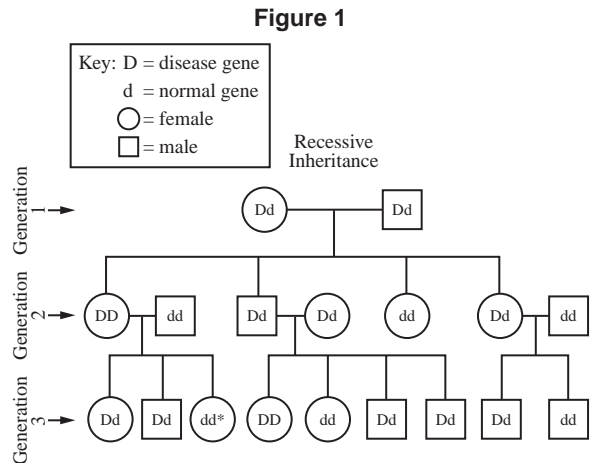 Figure 1
Key: D = disease gene
d = normal gene
= female
= male
Recessive
Inheritance
Generation
1
Dd
Dd
Generation
2
DD
dd
Dd
Dd
dd
Dd
dd
Generation
3
Dd
Dd
dd*
DD
dd
Dd
Dd
Dd
dd